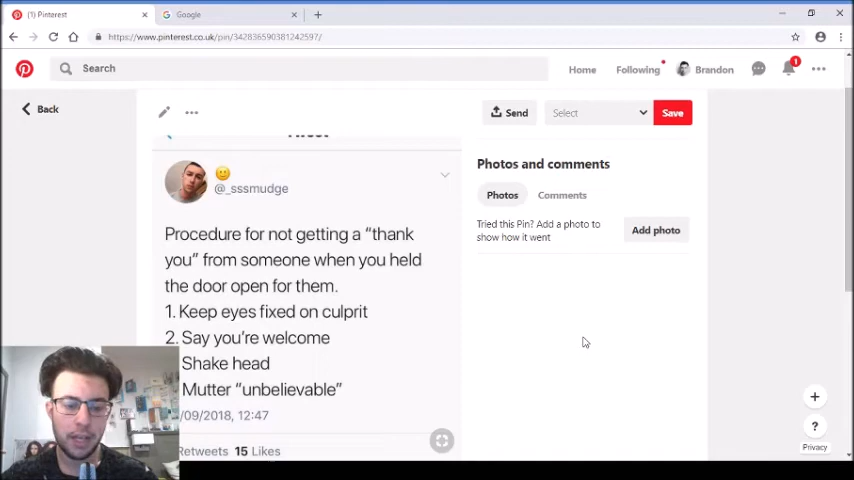 (1) Pinterest
Google
https://www.pinterest.co.uk/pin/342836590381242597/
Search
Home
Following
Brandon
1
Back
Send
Select
Save
@_sssmudge
Procedure for not getting a “thank
you” from someone when you held
the door open for them.
1. Keep eyes fixed on culprit
2. Say you’re welcome
Shake head
Mutter “unbelievable”
/09/2018, 12:47
Retweets 15 Likes
Photos and comments
Photos
Comments
Tried this Pin? Add a photo to
show how it went
Add photo
+
?
Privacy